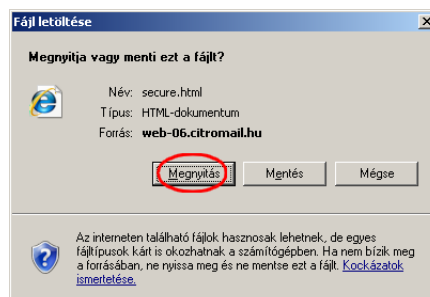 Fájl letöltése
Megnyitja vagy menti ezt a fájlt?
Név: secure.html
Típus: HTML-dokumentum
Forrás: web-06.citromail.hu
Megnyitás Mentés Mégse
Az interneten található fájlok hasznosak lehetnek, de egyes
fájltípusok kárt is okozhatnak a számítógépben. Ha nem bízik meg
a forrásában, ne nyissa meg és ne mentse ezt a fájlt. Kockázatok
ismertetése.